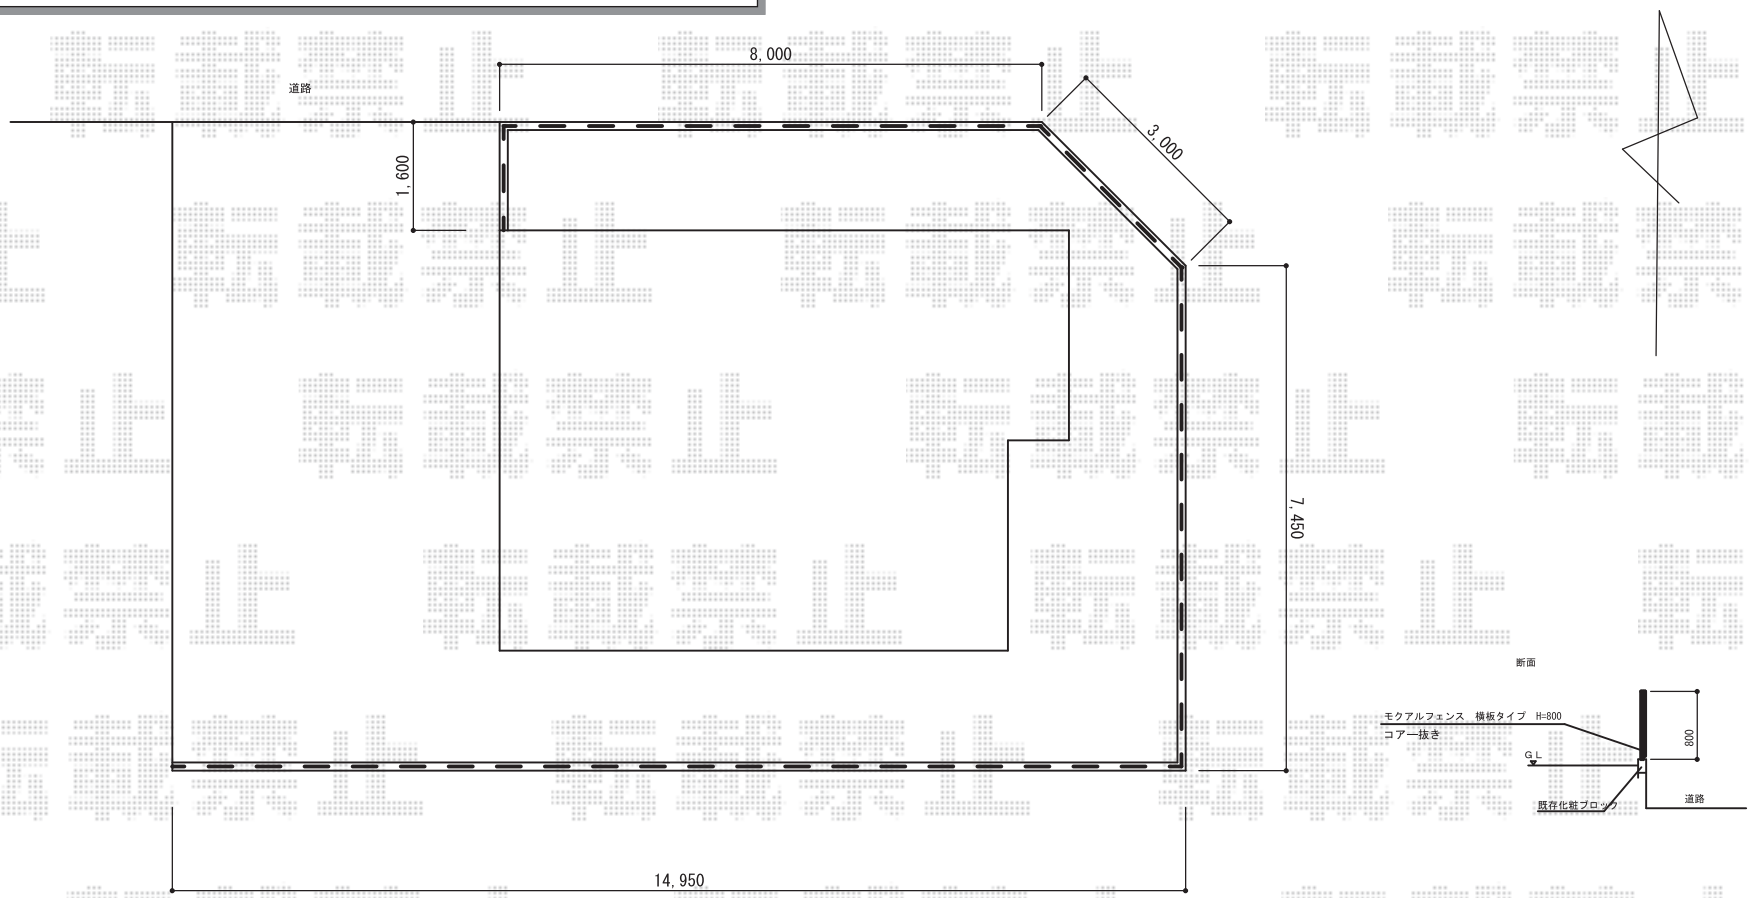 8,000
道路
3,000
1,600
7,450
断面
モクアルフェンス 横板タイプ H=800
コアー抜き
800
G L
既存化粧ブロック
道路
14,950
転載禁止